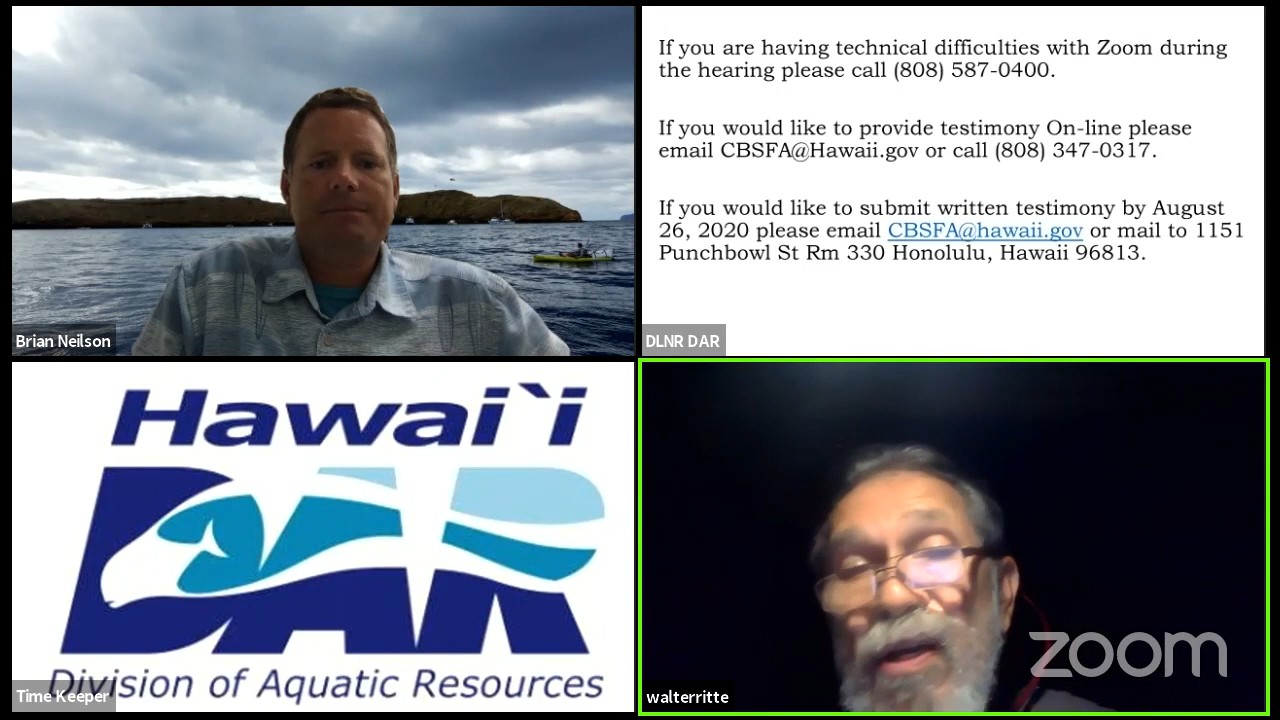 If you are having technical difficulties with Zoom during
the hearing please call (808) 587-0400.
If you would like to provide testimony On-line please
email CBSFA@Hawaii.gov or call (808) 347-0317.
If you would like to submit written testimony by August
26, 2020 please email CBSFA@hawaii.gov or mail to 1151
Punchbowl St Rm 330 Honolulu, Hawaii 96813.
Brian Neilson
DLNR DAR
Hawai`i
DAR
Division of Aquatic Resources
Time Keeper
walterritte
zoom